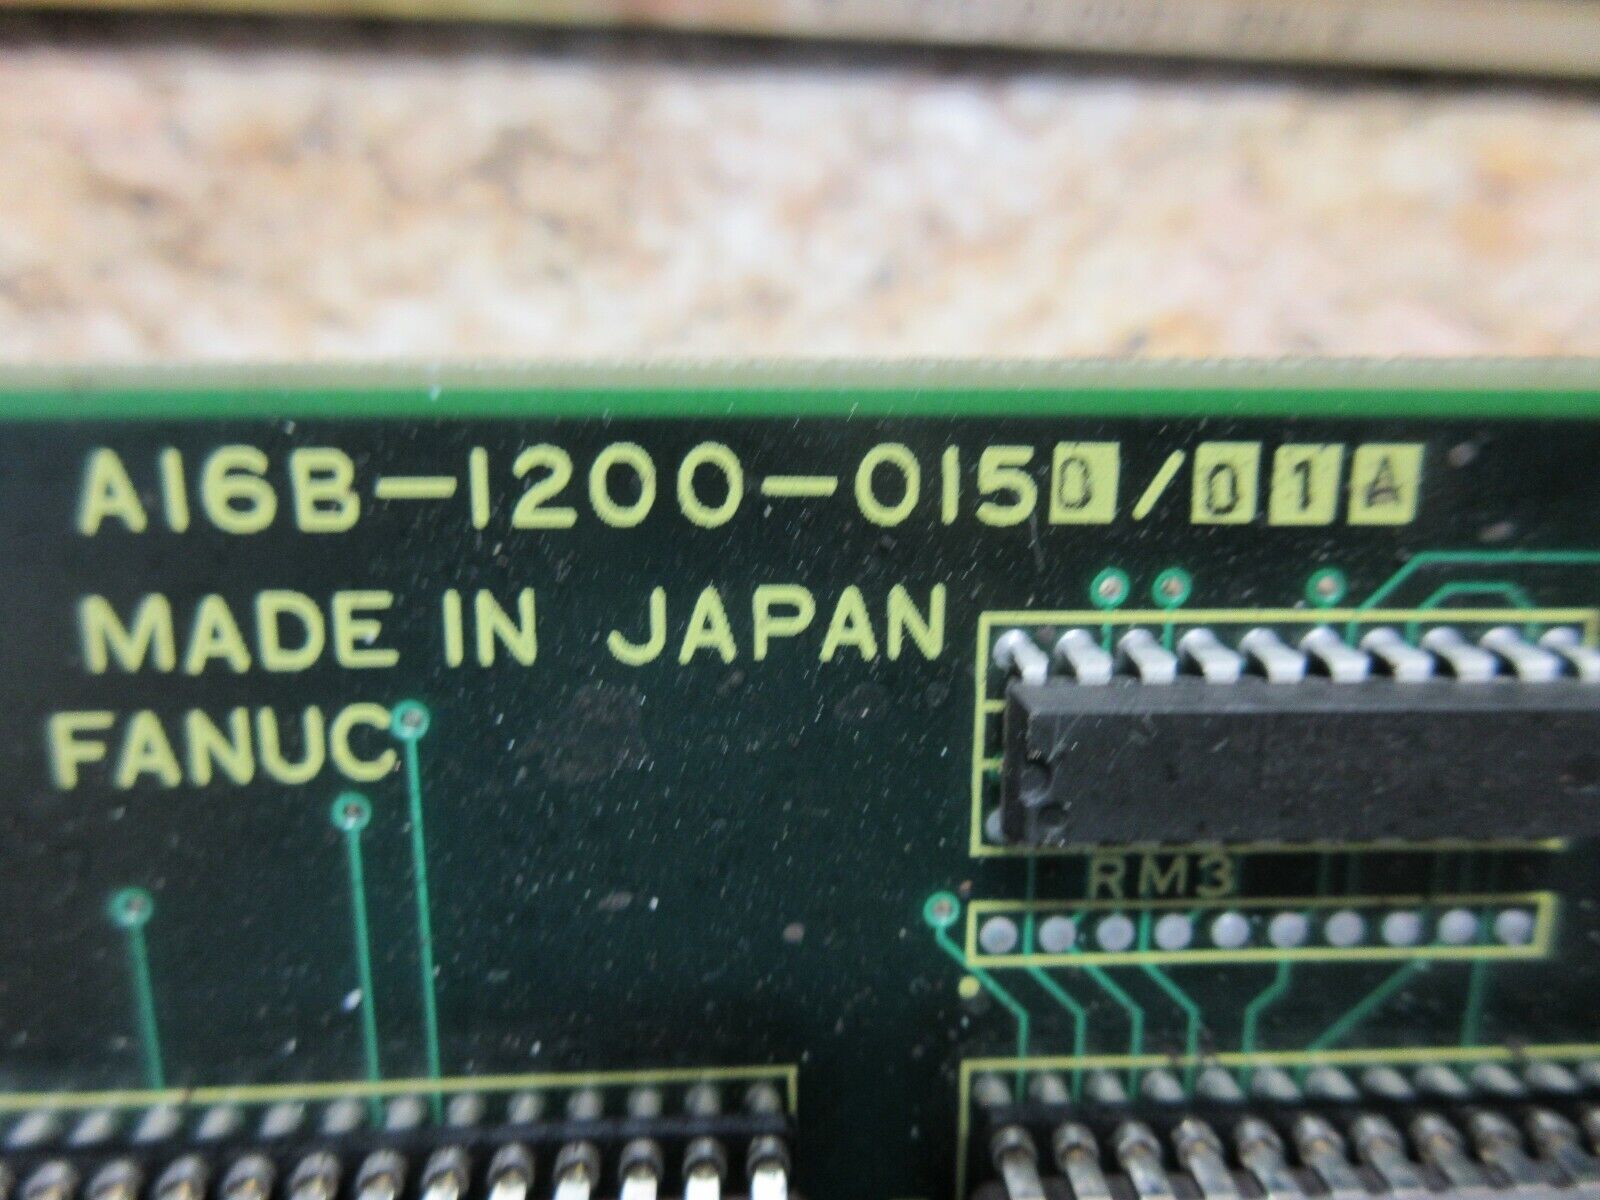 A16B-1200-0150/01A
MADE IN JAPAN
FANUC
RM3